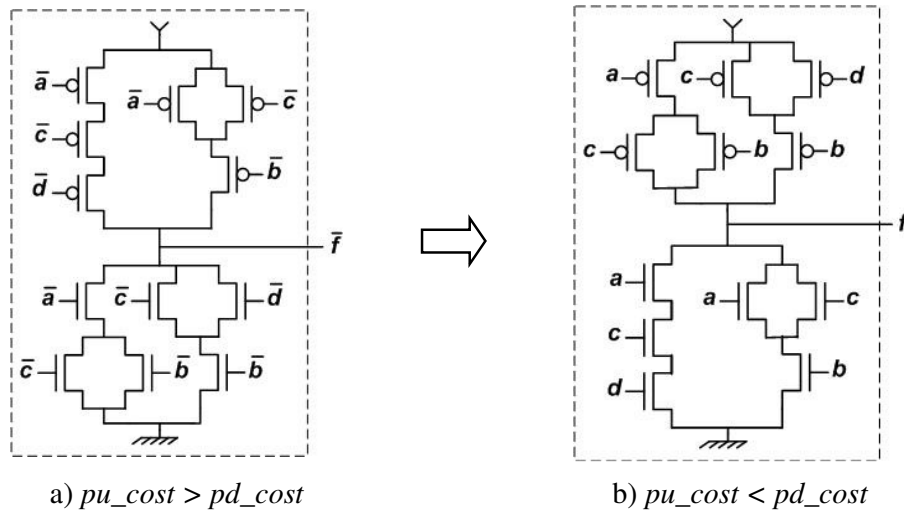 a̅
a̅ c̅
c̅
d̅ b̅
f̅
a̅ c̅ d̅
c̅ b̅ b̅
a c d
c b b
f
a
a c
c
d b
a) pu_cost > pd_cost
b) pu_cost < pd_cost